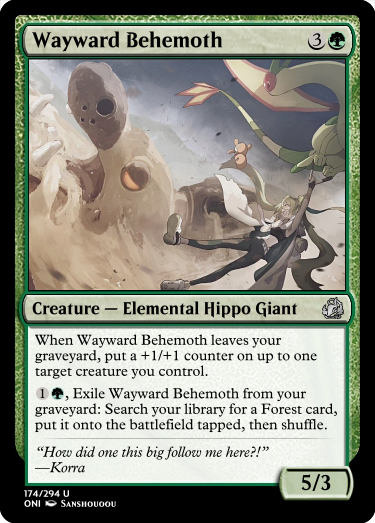 Wayward Behemoth 3
Creature — Elemental Hippo Giant
When Wayward Behemoth leaves your
graveyard, put a +1/+1 counter on up to one
target creature you control.
1 , Exile Wayward Behemoth from your
graveyard: Search your library for a Forest card,
put it onto the battlefield tapped, then shuffle.
“How did one this big follow me here?!”
—Korra
5/3
174/294 U
ONI Sanshouoou